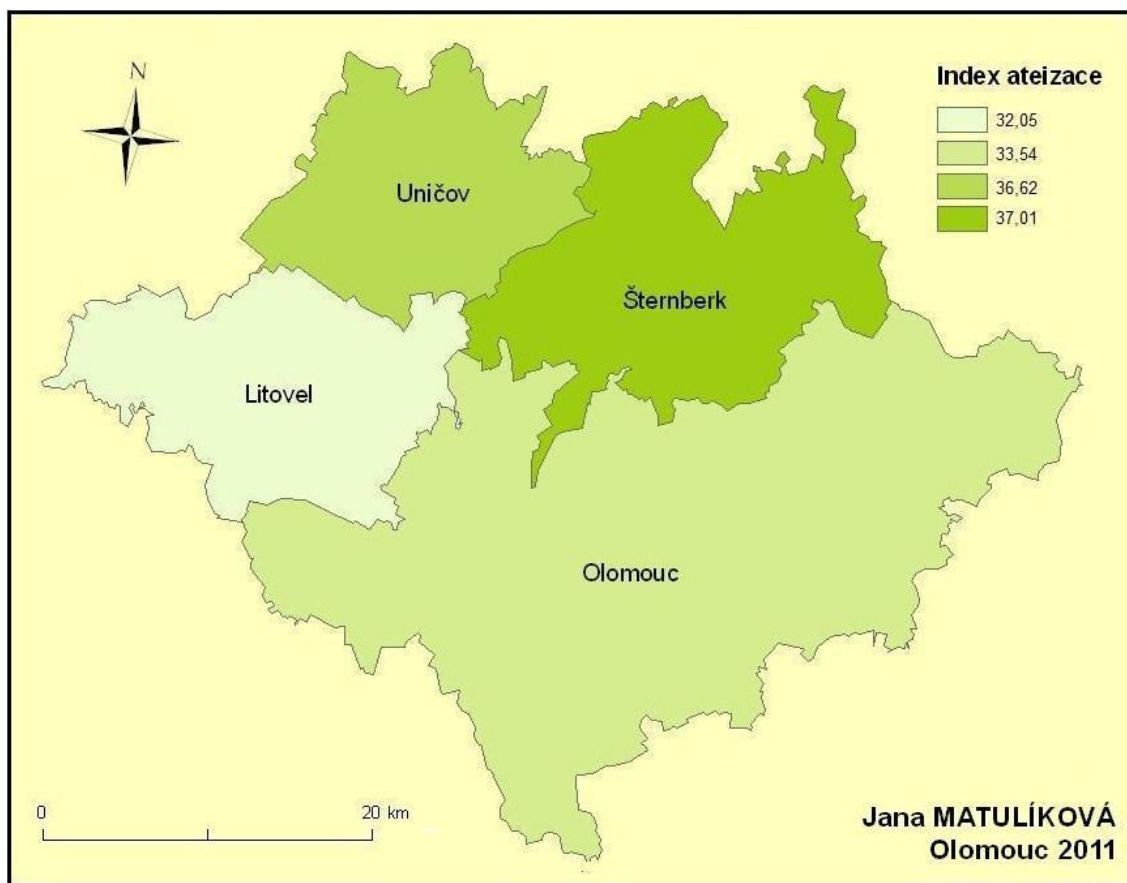 N
Index ateizace
32,05
33,54
36,62
37,01
Uničov
Šternberk
Litovel
Olomouc
0 20 km
Jana MATULÍKOVÁ
Olomouc 2011